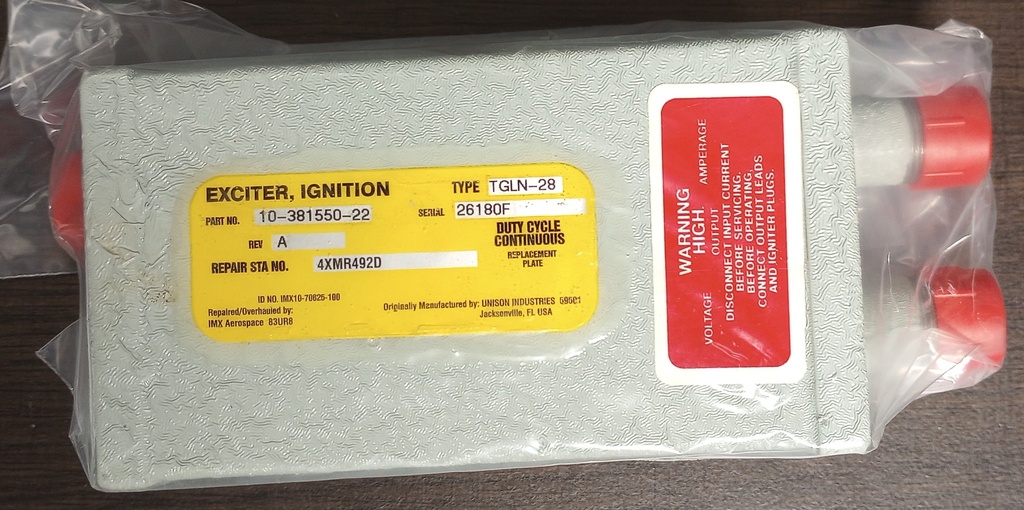 EXCITER, IGNITION
TYPE TGLN-28
PART NO. 10-381550-22
SERIAL 26180F
REV A
DUTY CYCLE
CONTINUOUS
REPLACEMENT
PLATE
REPAIR STA NO. 4XMR492D
ID NO. IMX10-70625-100
Repaired/Overhauled by:
IMX Aerospace 83UR8
Originally Manufactured by: UNISON INDUSTRIES 59501
Jacksonville, FL USA
WARNING
HIGH
VOLTAGE OUTPUT AMPERAGE
DISCONNECT INPUT CURRENT
BEFORE SERVICING.
BEFORE OPERATING,
CONNECT OUTPUT LEADS
AND IGNITER PLUGS.